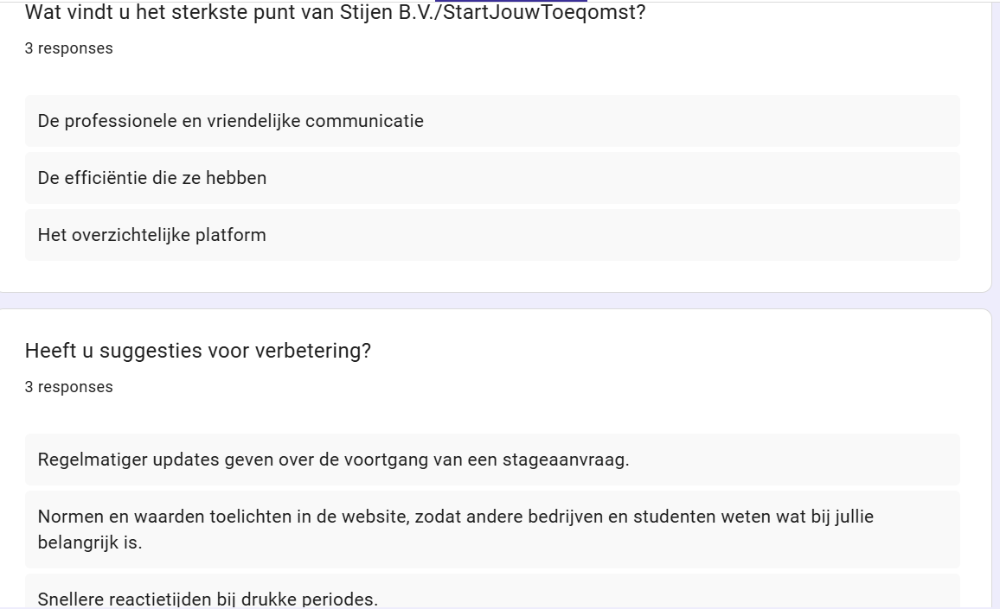 Wat vindt u het sterkste punt van Stijen B.V./StartJouwToeqomst?
3 responses
De professionele en vriendelijke communicatie
De efficiëntie die ze hebben
Het overzichtelijke platform
Heeft u suggesties voor verbetering?
3 responses
Regelmatiger updates geven over de voortgang van een stageaanvraag.
Normen en waarden toelichten in de website, zodat andere bedrijven en studenten weten wat bij jullie
belangrijk is.
Snellere reactietijden bij drukke periodes.